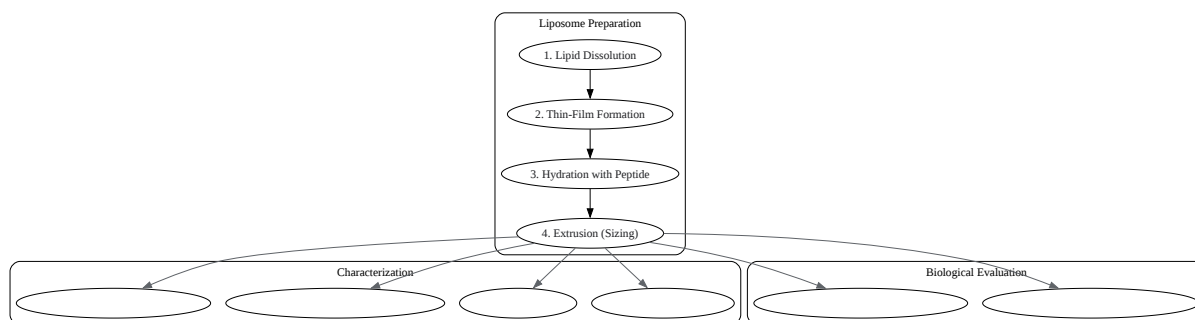 Liposome Preparation
1. Lipid Dissolution
2. Thin-Film Formation
3. Hydration with Peptide
4. Extrusion (Sizing)
Characterization
Biological Evaluation